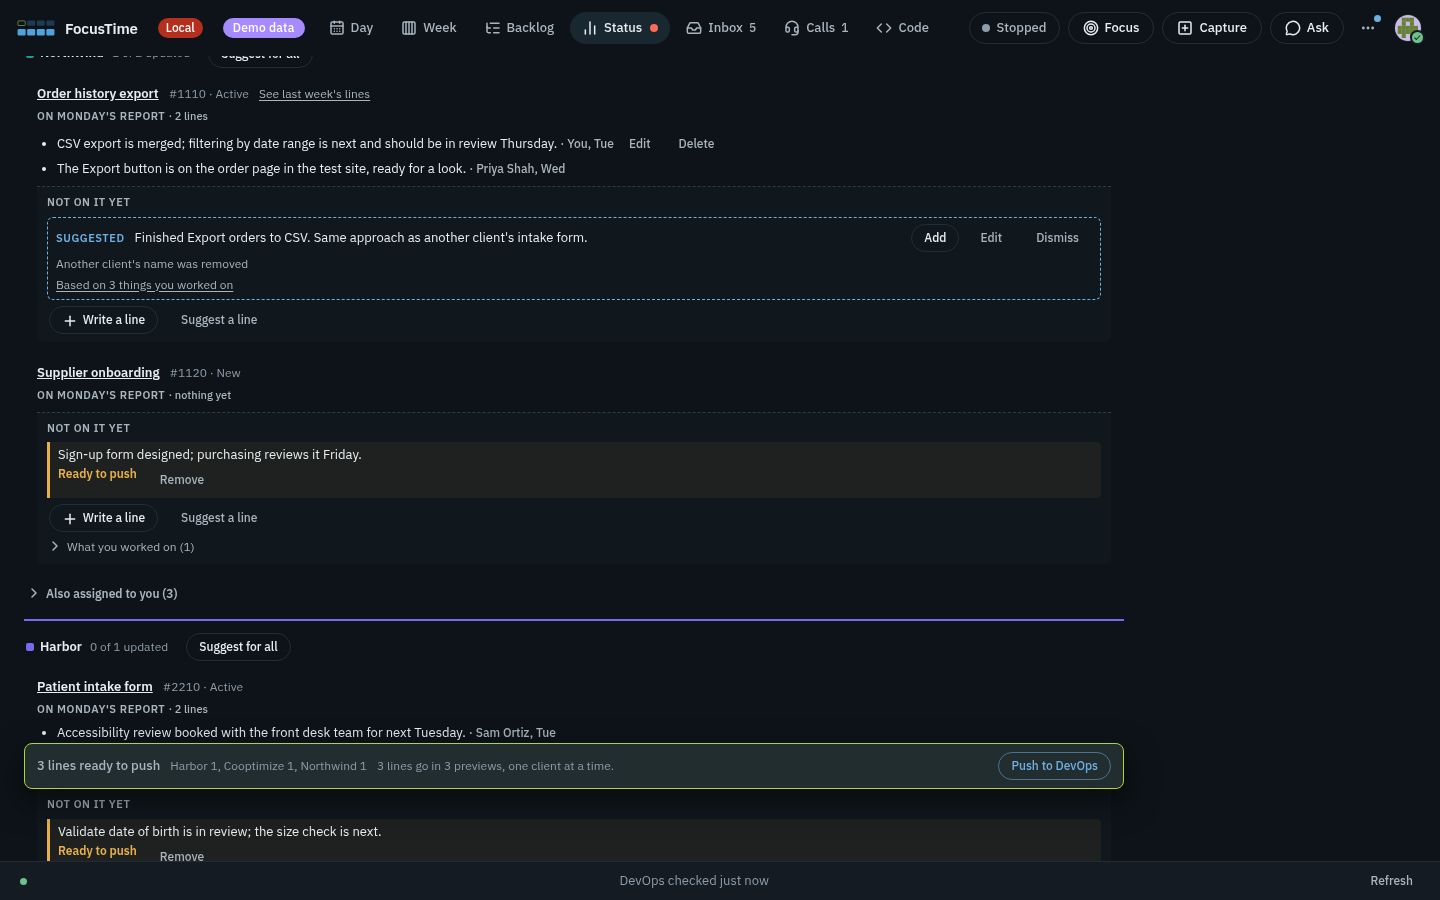 FocusTime
Local
Demo data
Day
Week
Backlog
Status
Inbox 5
Calls 1
Code
Stopped
Focus
Capture
Ask
Suggest for all
Order history export #1110 · Active See last week's lines
ON MONDAY'S REPORT · 2 lines
• CSV export is merged; filtering by date range is next and should be in review Thursday. · You, Tue Edit Delete
• The Export button is on the order page in the test site, ready for a look. · Priya Shah, Wed
NOT ON IT YET
SUGGESTED Finished Export orders to CSV. Same approach as another client's intake form. Add Edit Dismiss
Another client's name was removed
Based on 3 things you worked on
+ Write a line Suggest a line
Supplier onboarding #1120 · New
ON MONDAY'S REPORT · nothing yet
NOT ON IT YET
Sign-up form designed; purchasing reviews it Friday.
Ready to push Remove
+ Write a line Suggest a line
What you worked on (1)
Also assigned to you (3)
Harbor 0 of 1 updated Suggest for all
Patient intake form #2210 · Active
ON MONDAY'S REPORT · 2 lines
• Accessibility review booked with the front desk team for next Tuesday. · Sam Ortiz, Tue
3 lines ready to push Harbor 1, Cooptimize 1, Northwind 1 3 lines go in 3 previews, one client at a time. Push to DevOps
NOT ON IT YET
Validate date of birth is in review; the size check is next.
Ready to push Remove
DevOps checked just now Refresh